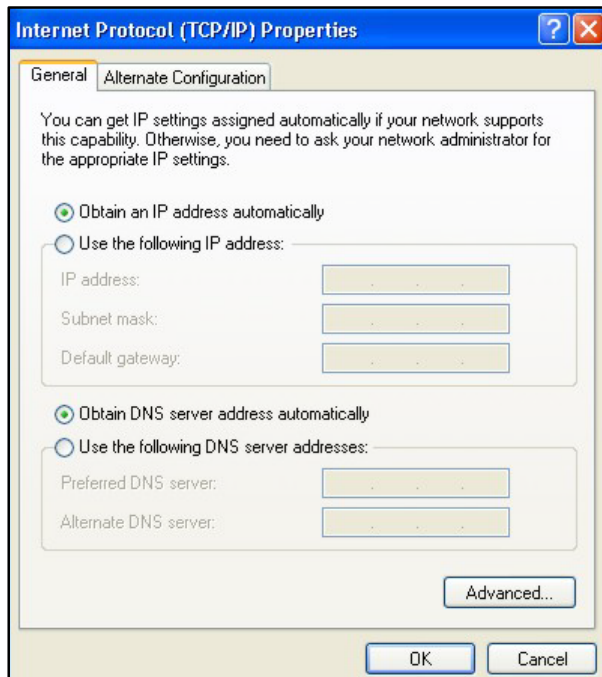 Internet Protocol (TCP/IP) Properties
General
Alternate Configuration
You can get IP settings assigned automatically if your network supports
this capability. Otherwise, you need to ask your network administrator for
the appropriate IP settings.
Obtain an IP address automatically
Use the following IP address:
IP address:
Subnet mask:
Default gateway:
Obtain DNS server address automatically
Use the following DNS server addresses:
Preferred DNS server:
Alternate DNS server:
Advanced...
OK
Cancel